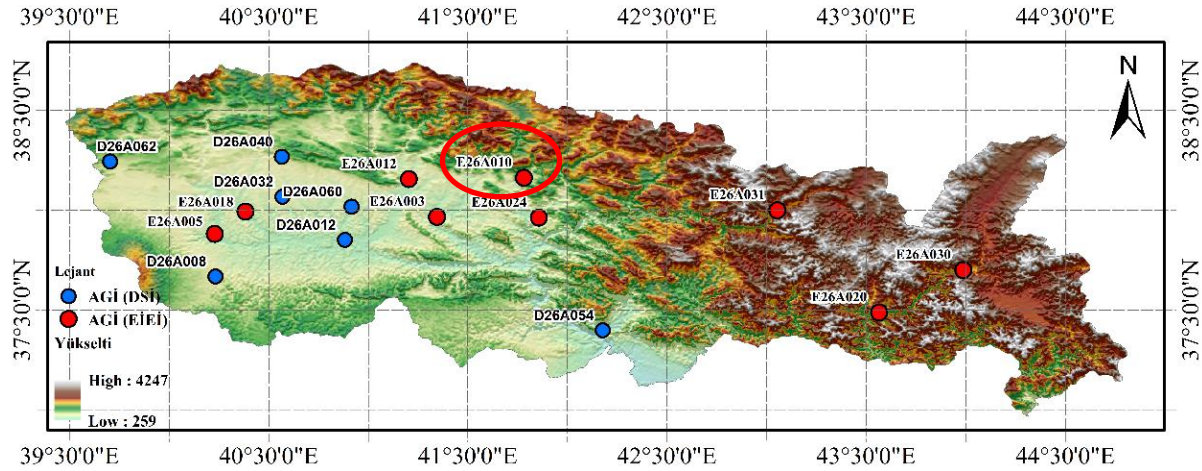 39°30'0"E 40°30'0"E 41°30'0"E 42°30'0"E 43°30'0"E 44°30'0"E
38°30'0"N 38°30'0"N
37°30'0"N 37°30'0"N
N
D26A062
D26A040
E26A012
E26A010
D26A032
D26A060
E26A018
E26A003
E26A024
E26A031
E26A005
D26A012
D26A008
E26A030
E26A020
D26A054
Lejant
AGİ (DSİ)
AGİ (EİEİ)
Yükselti
High : 4247
Low : 259
39°30'0"E 40°30'0"E 41°30'0"E 42°30'0"E 43°30'0"E 44°30'0"E